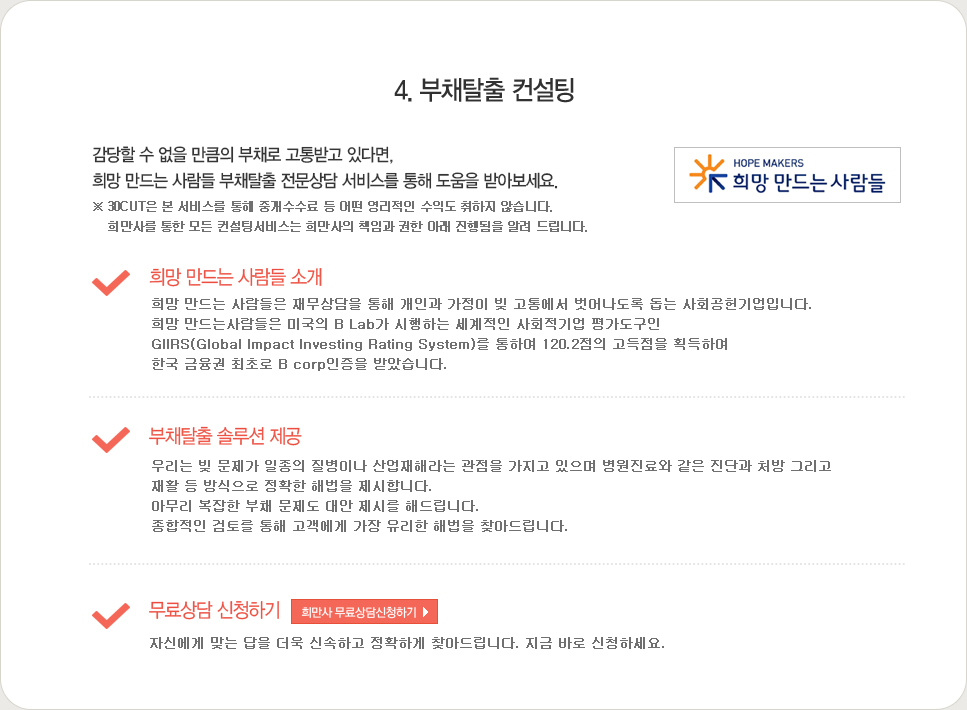 4. 부채탈출 컨설팅
감당할 수 없을 만큼의 부채로 고통받고 있다면,
희망 만드는 사람들 부채탈출 전문상담 서비스를 통해 도움을 받아보세요.
※ 30CUT은 본 서비스를 통해 중개수수료 등 어떤 영리적인 수익도 취하지 않습니다.
희망사를 통한 모든 컨설팅서비스는 희망사의 책임과 권한 아래 진행됨을 알려 드립니다.
HOPE MAKERS
희망 만드는 사람들
희망 만드는 사람들 소개
희망 만드는 사람들은 재무상담을 통해 개인과 가정이 빚 고통에서 벗어나도록 돕는 사회공헌기업입니다.
희망 만드는사람들은 미국의 B Lab가 시행하는 세계적인 사회적기업 평가도구인
GIIRS(Global Impact Investing Rating System)를 통하여 120.2점의 고득점을 획득하여
한국 금융권 최초로 B corp인증을 받았습니다.
부채탈출 솔루션 제공
우리는 빚 문제가 일종의 질병이나 산업재해라는 관점을 가지고 있으며 병원진료와 같은 진단과 처방 그리고
재활 등 방식으로 정확한 해법을 제시합니다.
아무리 복잡한 부채 문제도 대안 제시를 해드립니다.
종합적인 검토를 통해 고객에게 가장 유리한 해법을 찾아드립니다.
무료상담 신청하기
희만사 무료상담신청하기
자신에게 맞는 답을 더욱 신속하고 정확하게 찾아드립니다. 지금 바로 신청하세요.